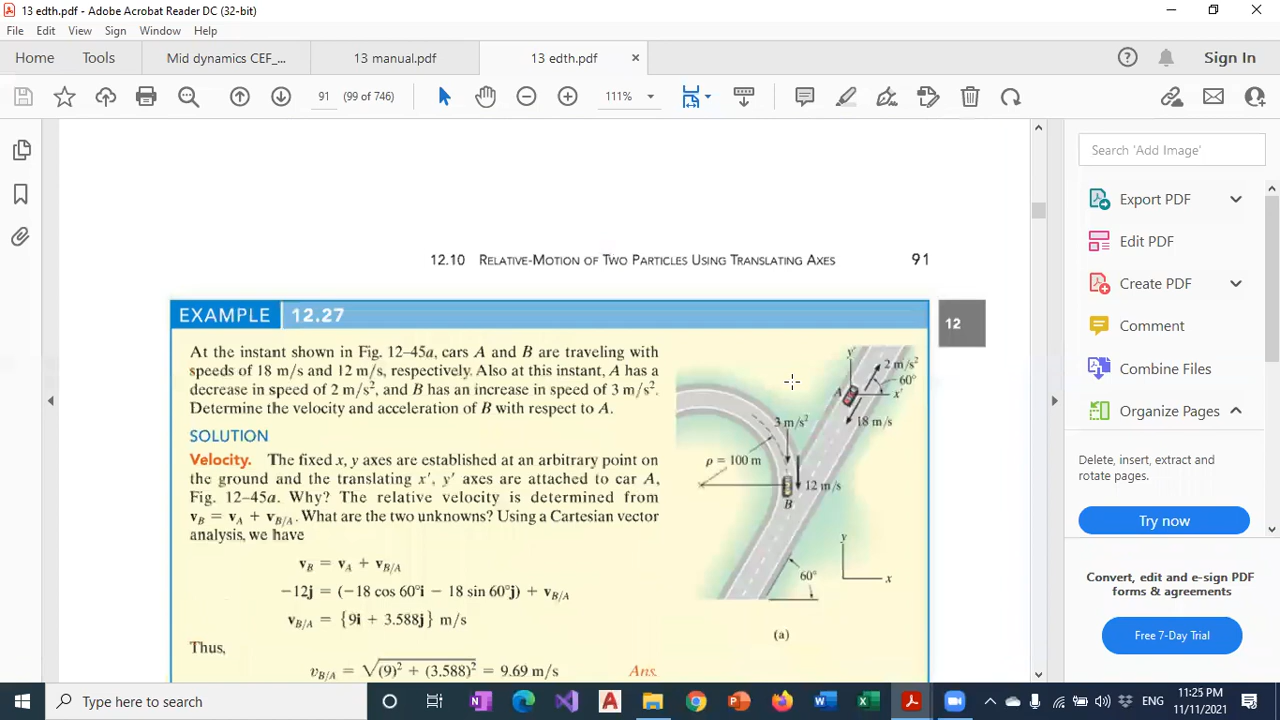 13 edth.pdf - Adobe Acrobat Reader DC (32-bit)
File Edit View Sign Window Help
Home Tools Mid dynamics CEF_... 13 manual.pdf 13 edth.pdf × Sign In
91 (99 of 746) 111%
Search 'Add Image'
Export PDF
Edit PDF
Create PDF
Comment
Combine Files
Organize Pages
Delete, insert, extract and
rotate pages.
Try now
Convert, edit and e-sign PDF
forms & agreements
Free 7-Day Trial
12.10 RELATIVE-MOTION OF TWO PARTICLES USING TRANSLATING AXES 91
EXAMPLE 12.27
12
At the instant shown in Fig. 12–45a, cars A and B are traveling with
speeds of 18 m/s and 12 m/s, respectively. Also at this instant, A has a
decrease in speed of 2 m/s², and B has an increase in speed of 3 m/s².
Determine the velocity and acceleration of B with respect to A.
SOLUTION
Velocity. The fixed x, y axes are established at an arbitrary point on
the ground and the translating x', y' axes are attached to car A,
Fig. 12–45a. Why? The relative velocity is determined from
v_B = v_A + v_B/A. What are the two unknowns? Using a Cartesian vector
analysis, we have
v_B = v_A + v_B/A
−12j = (−18 cos 60°i − 18 sin 60°j) + v_B/A
v_B/A = {9i + 3.588j} m/s
Thus,
v_B/A = √(9)² + (3.588)² = 9.69 m/s Ans.
y'
2 m/s²
60°
A
x'
18 m/s
3 m/s²
ρ = 100 m
12 m/s
B
y
x
60°
(a)
Type here to search
ENG
11:25 PM
11/11/2021